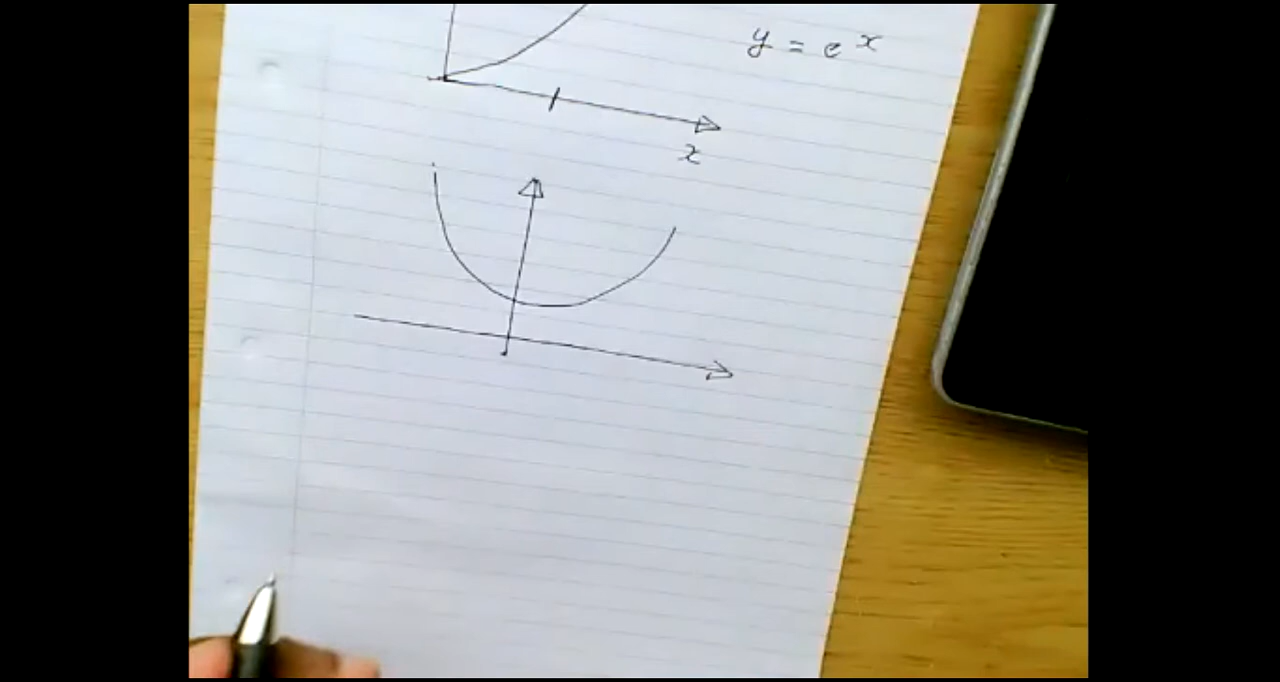 y = e^x
x